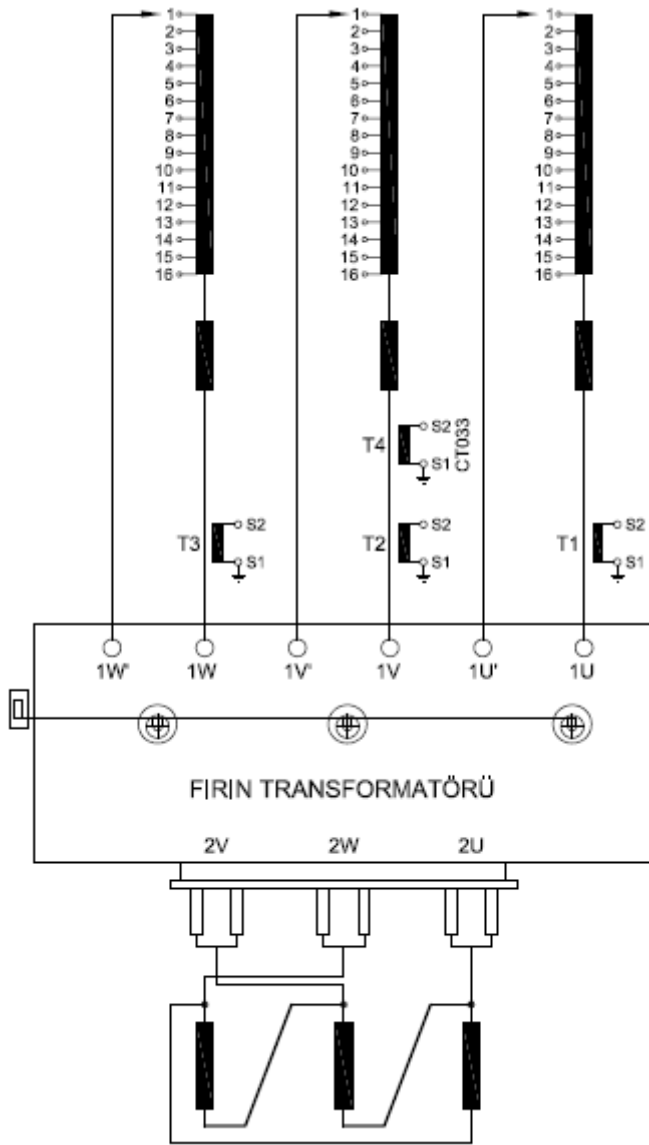 1 1 1
2 2 2
3 3 3
4 4 4
5 5 5
6 6 6
7 7 7
8 8 8
9 9 9
10 10 10
11 11 11
12 12 12
13 13 13
14 14 14
15 15 15
16 16 16
T4 S2 S1 CT033
T3 S2 S1
T2 S2 S1
T1 S2 S1
1W' 1W 1V' 1V 1U' 1U
FIRIN TRANSFORMATÖRÜ
2V 2W 2U